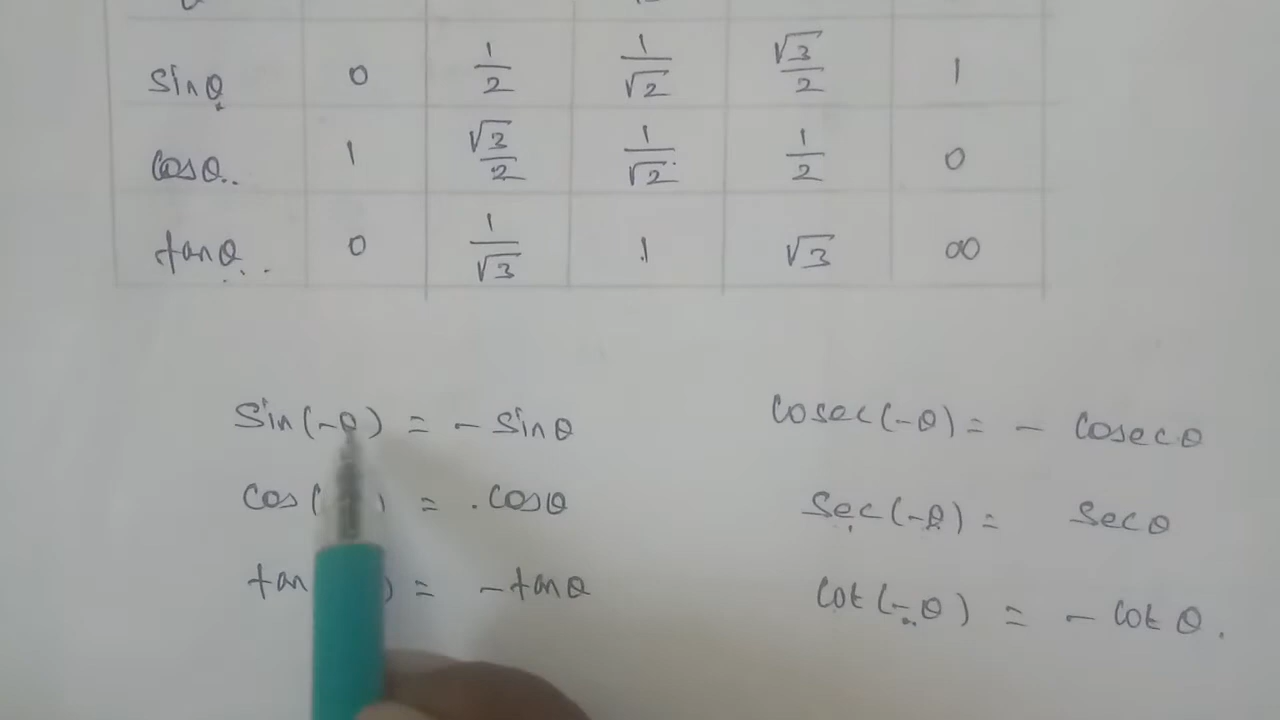 sinθ 0 1/2 1/√2 √3/2 1
cosθ 1 √3/2 1/√2 1/2 0
tanθ 0 1/√3 1 √3 ∞
sin(-θ) = - sinθ
cosec(-θ) = - cosecθ
cos( ) = cosθ
sec(-θ) = secθ
tan ) = -tanθ
cot(-θ) = - cotθ.